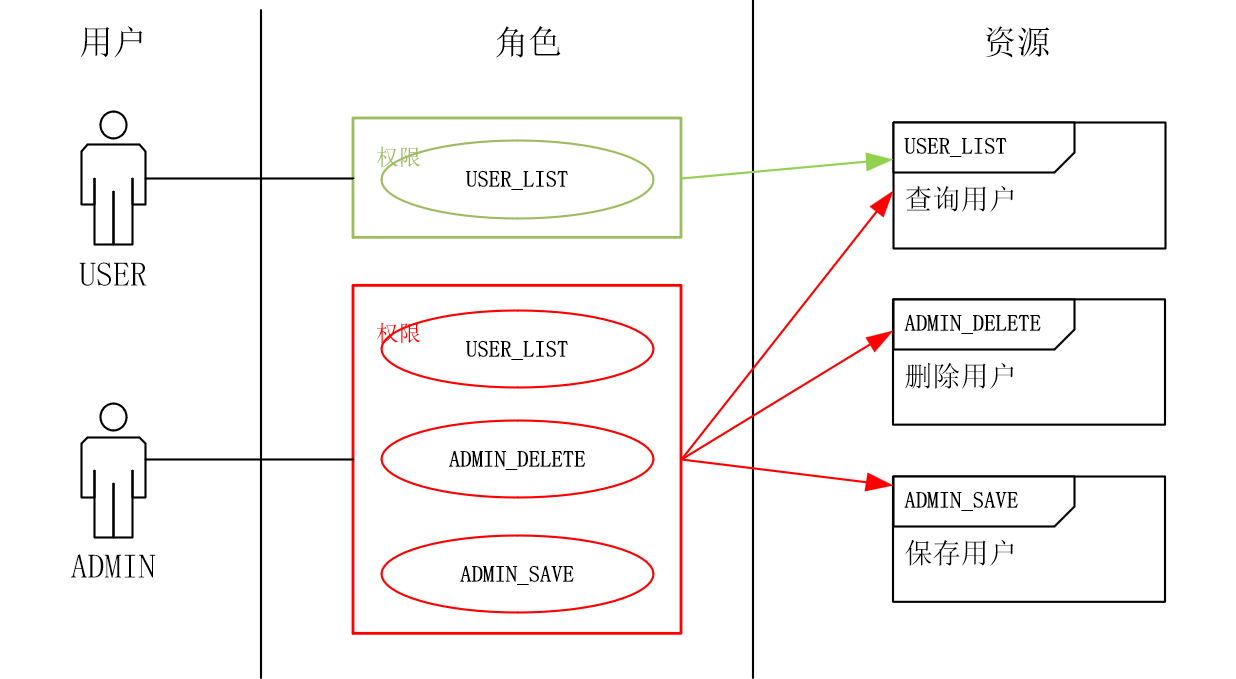 用户
角色
资源
权限
USER_LIST
USER_LIST
查询用户
USER
权限
USER_LIST
ADMIN_DELETE
删除用户
ADMIN_DELETE
ADMIN_SAVE
保存用户
ADMIN
ADMIN_SAVE